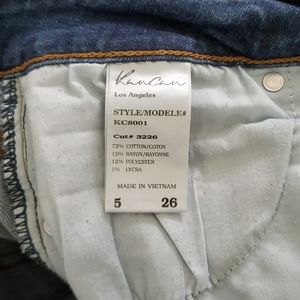 KanCan
Los Angeles
STYLE/MODELE#
KC8001
Cut# 3226
72% COTTON/COTON
15% RAYON/RAYONNE
12% POLYESTER
1% LYCRA
MADE IN VIETNAM
5 26